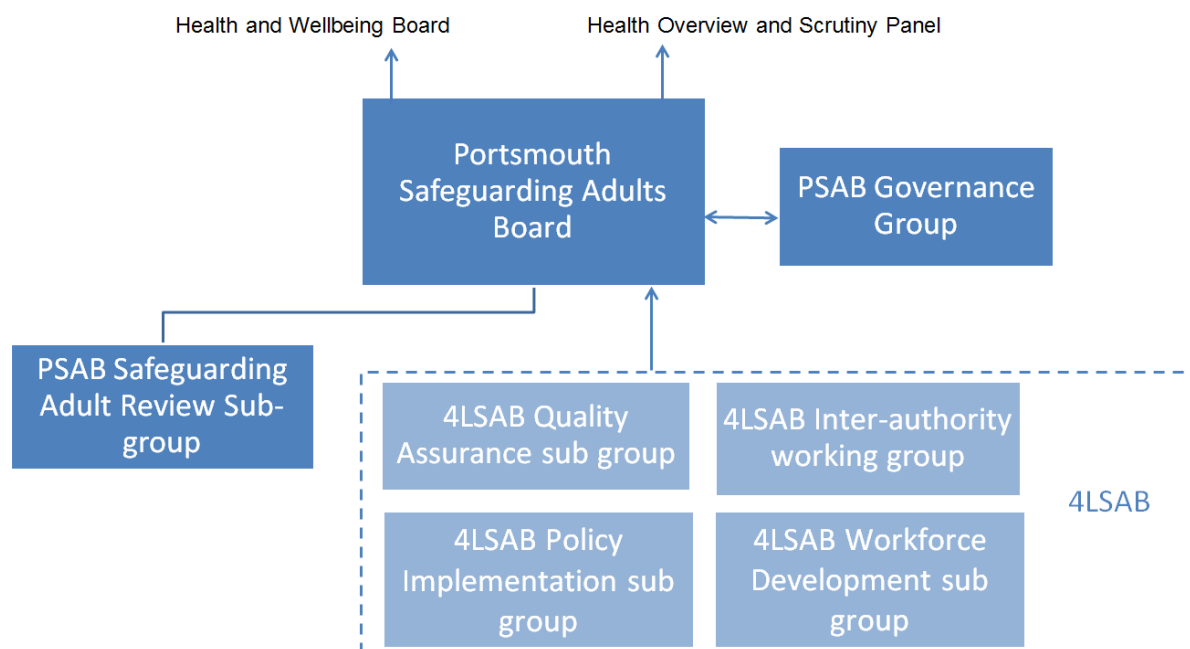 Health and Wellbeing Board
Health Overview and Scrutiny Panel
Portsmouth
Safeguarding Adults
Board
PSAB Governance
Group
PSAB Safeguarding
Adult Review Sub-
group
4LSAB Quality
Assurance sub group
4LSAB Inter-authority
working group
4LSAB
4LSAB Policy
Implementation sub
group
4LSAB Workforce
Development sub
group